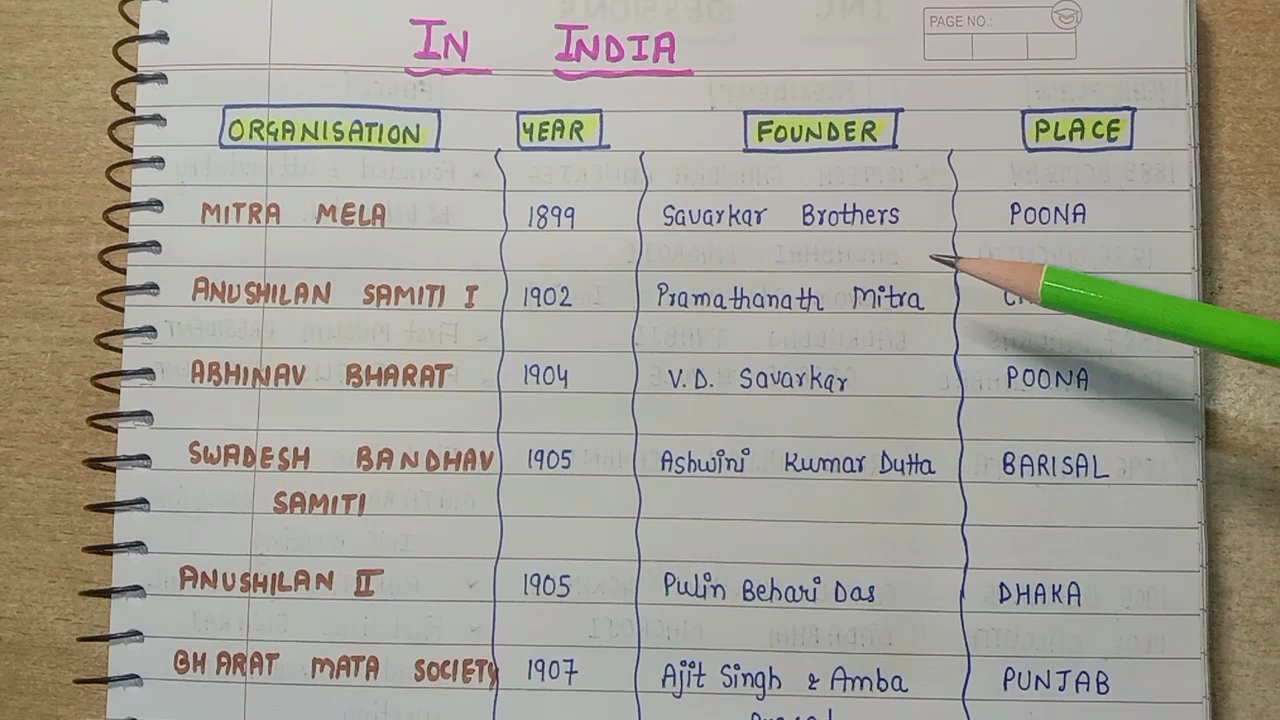 IN INDIA
PAGE NO.:
ORGANISATION YEAR FOUNDER PLACE
MITRA MELA 1899 Savarkar Brothers POONA
ANUSHILAN SAMITI I 1902 Pramathanath Mitra
ABHINAV BHARAT 1904 V.D. Savarkar POONA
SWADESH BANDHAV 1905 Ashwini Kumar Dutta BARISAL
SAMITI
ANUSHILAN II 1905 Pulin Behari Das DHAKA
BHARAT MATA SOCIETY 1907 Ajit Singh & Amba PUNJAB